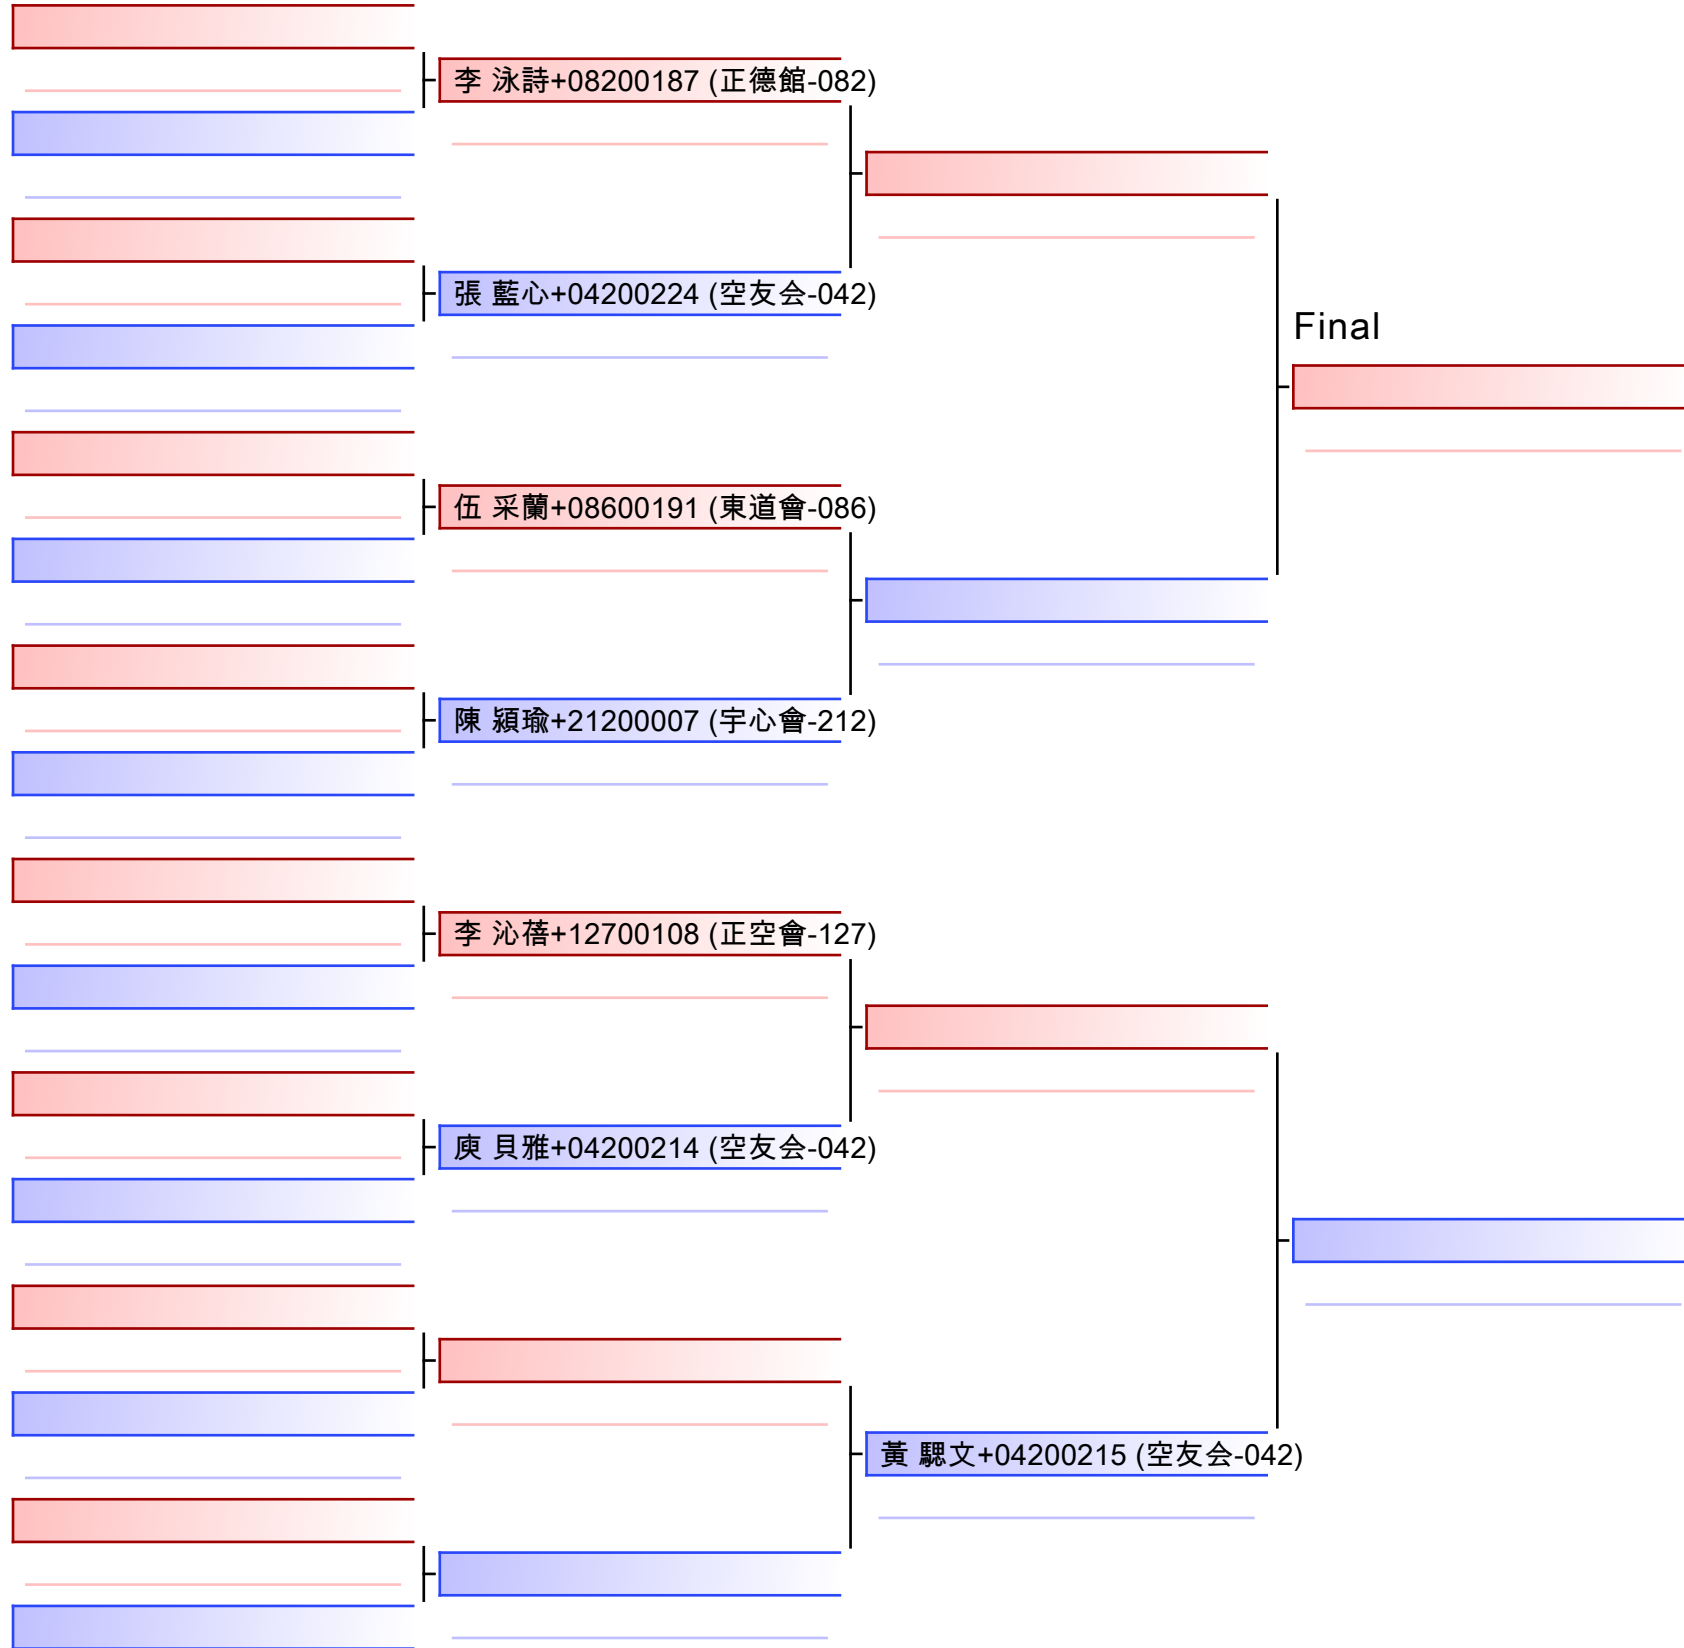 李 泳詩+08200187 (正德館-082)
張 藍心+04200224 (空友会-042)
Final
伍 采蘭+08600191 (東道會-086)
陳 潁瑜+21200007 (宇心會-212)
李 沁蓓+12700108 (正空會-127)
庾 貝雅+04200214 (空友会-042)
黃 騦文+04200215 (空友会-042)